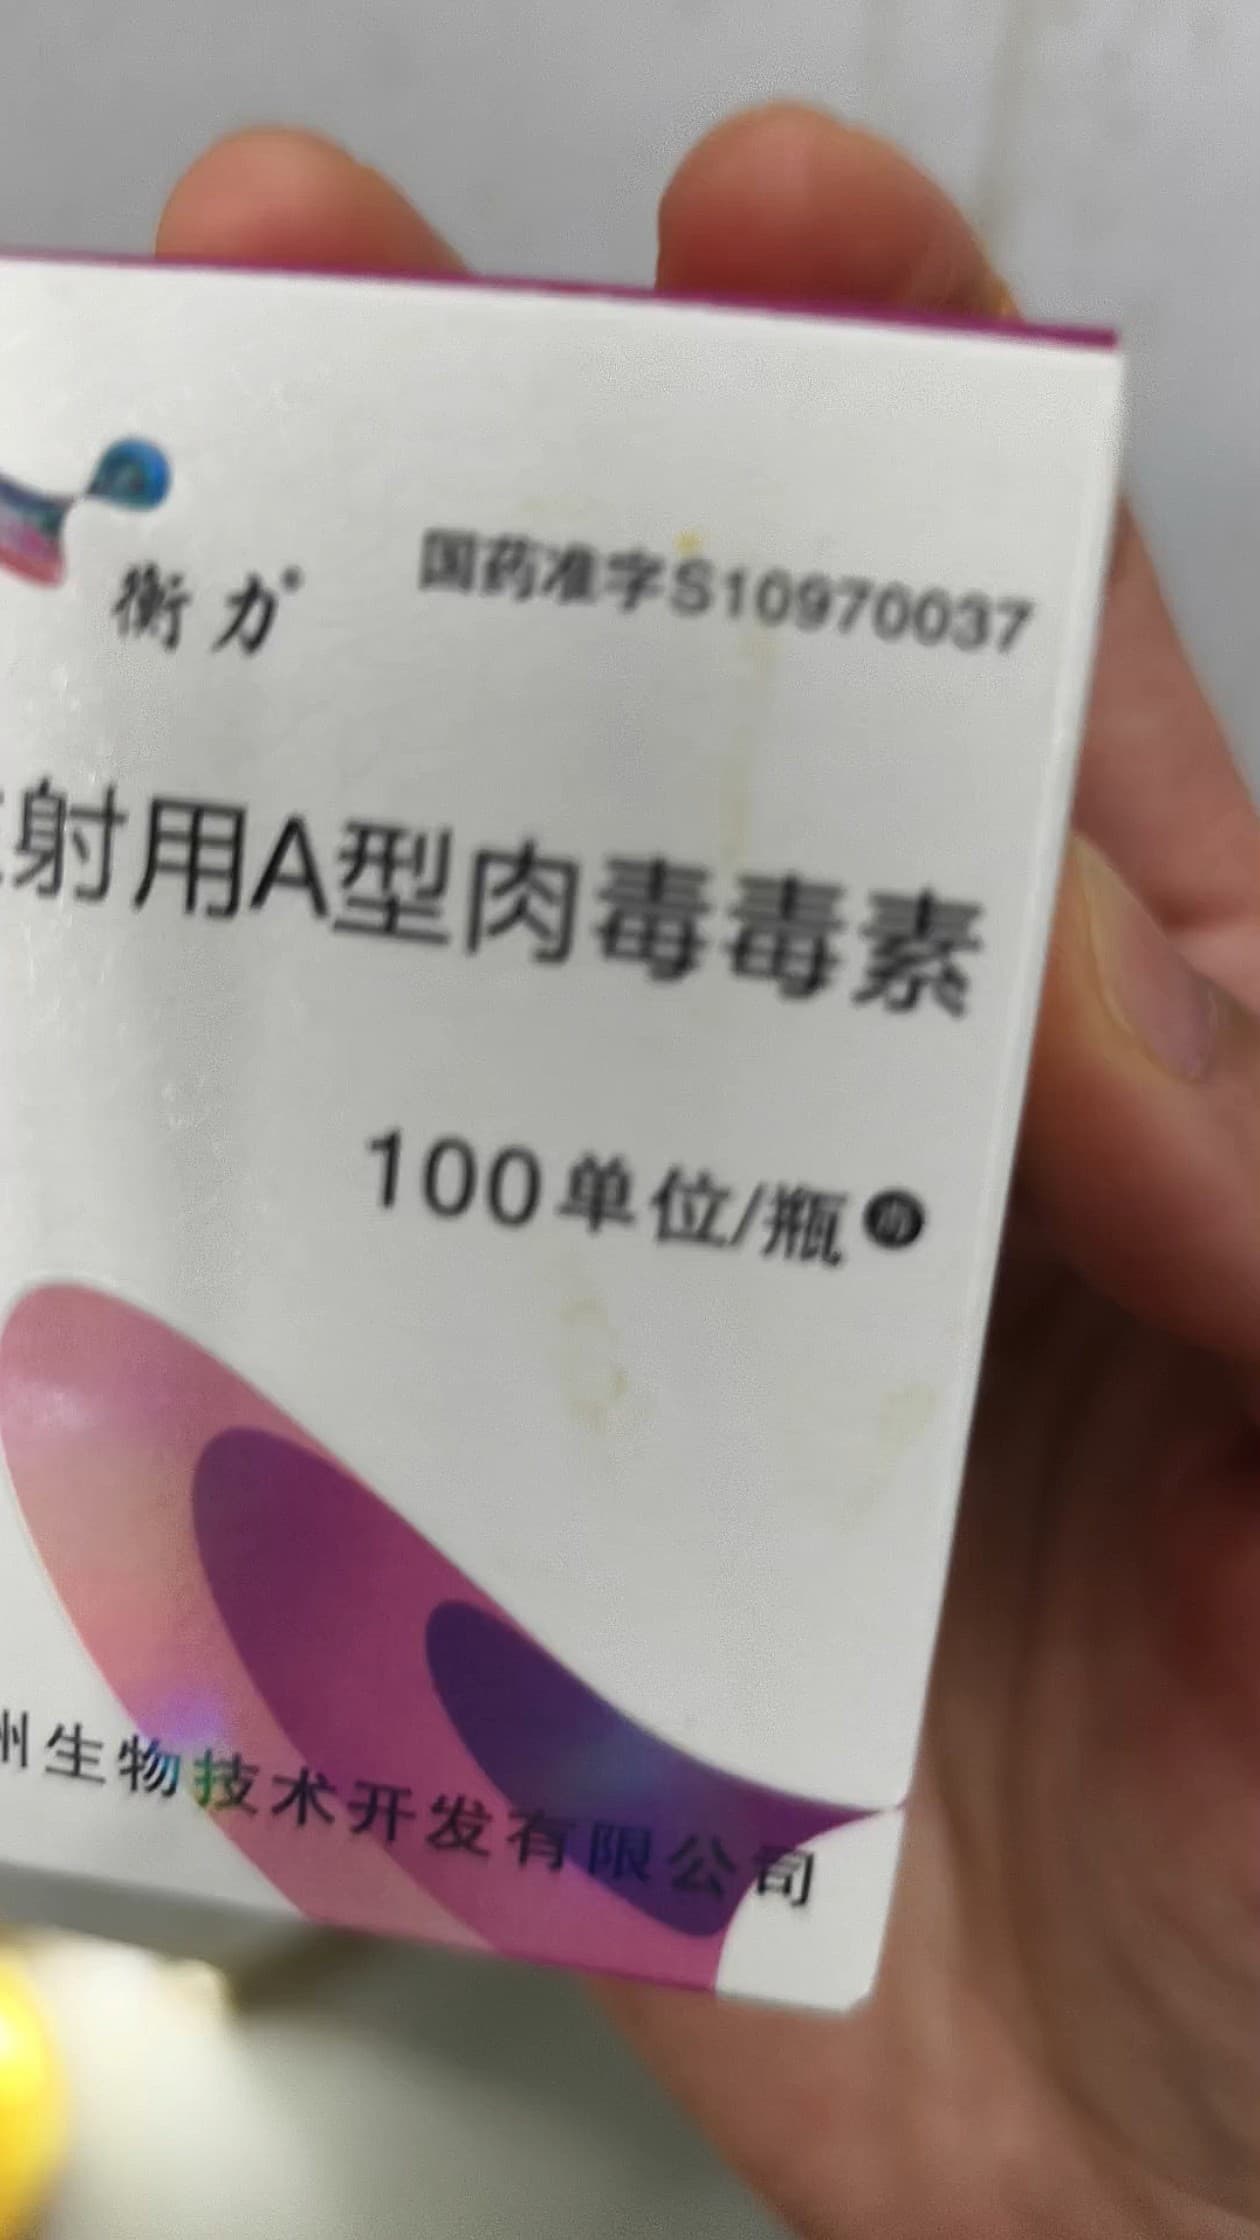 衡力
国药准字S10970037
射用A型肉毒毒素
100单位/瓶
州生物技术开发有限公司